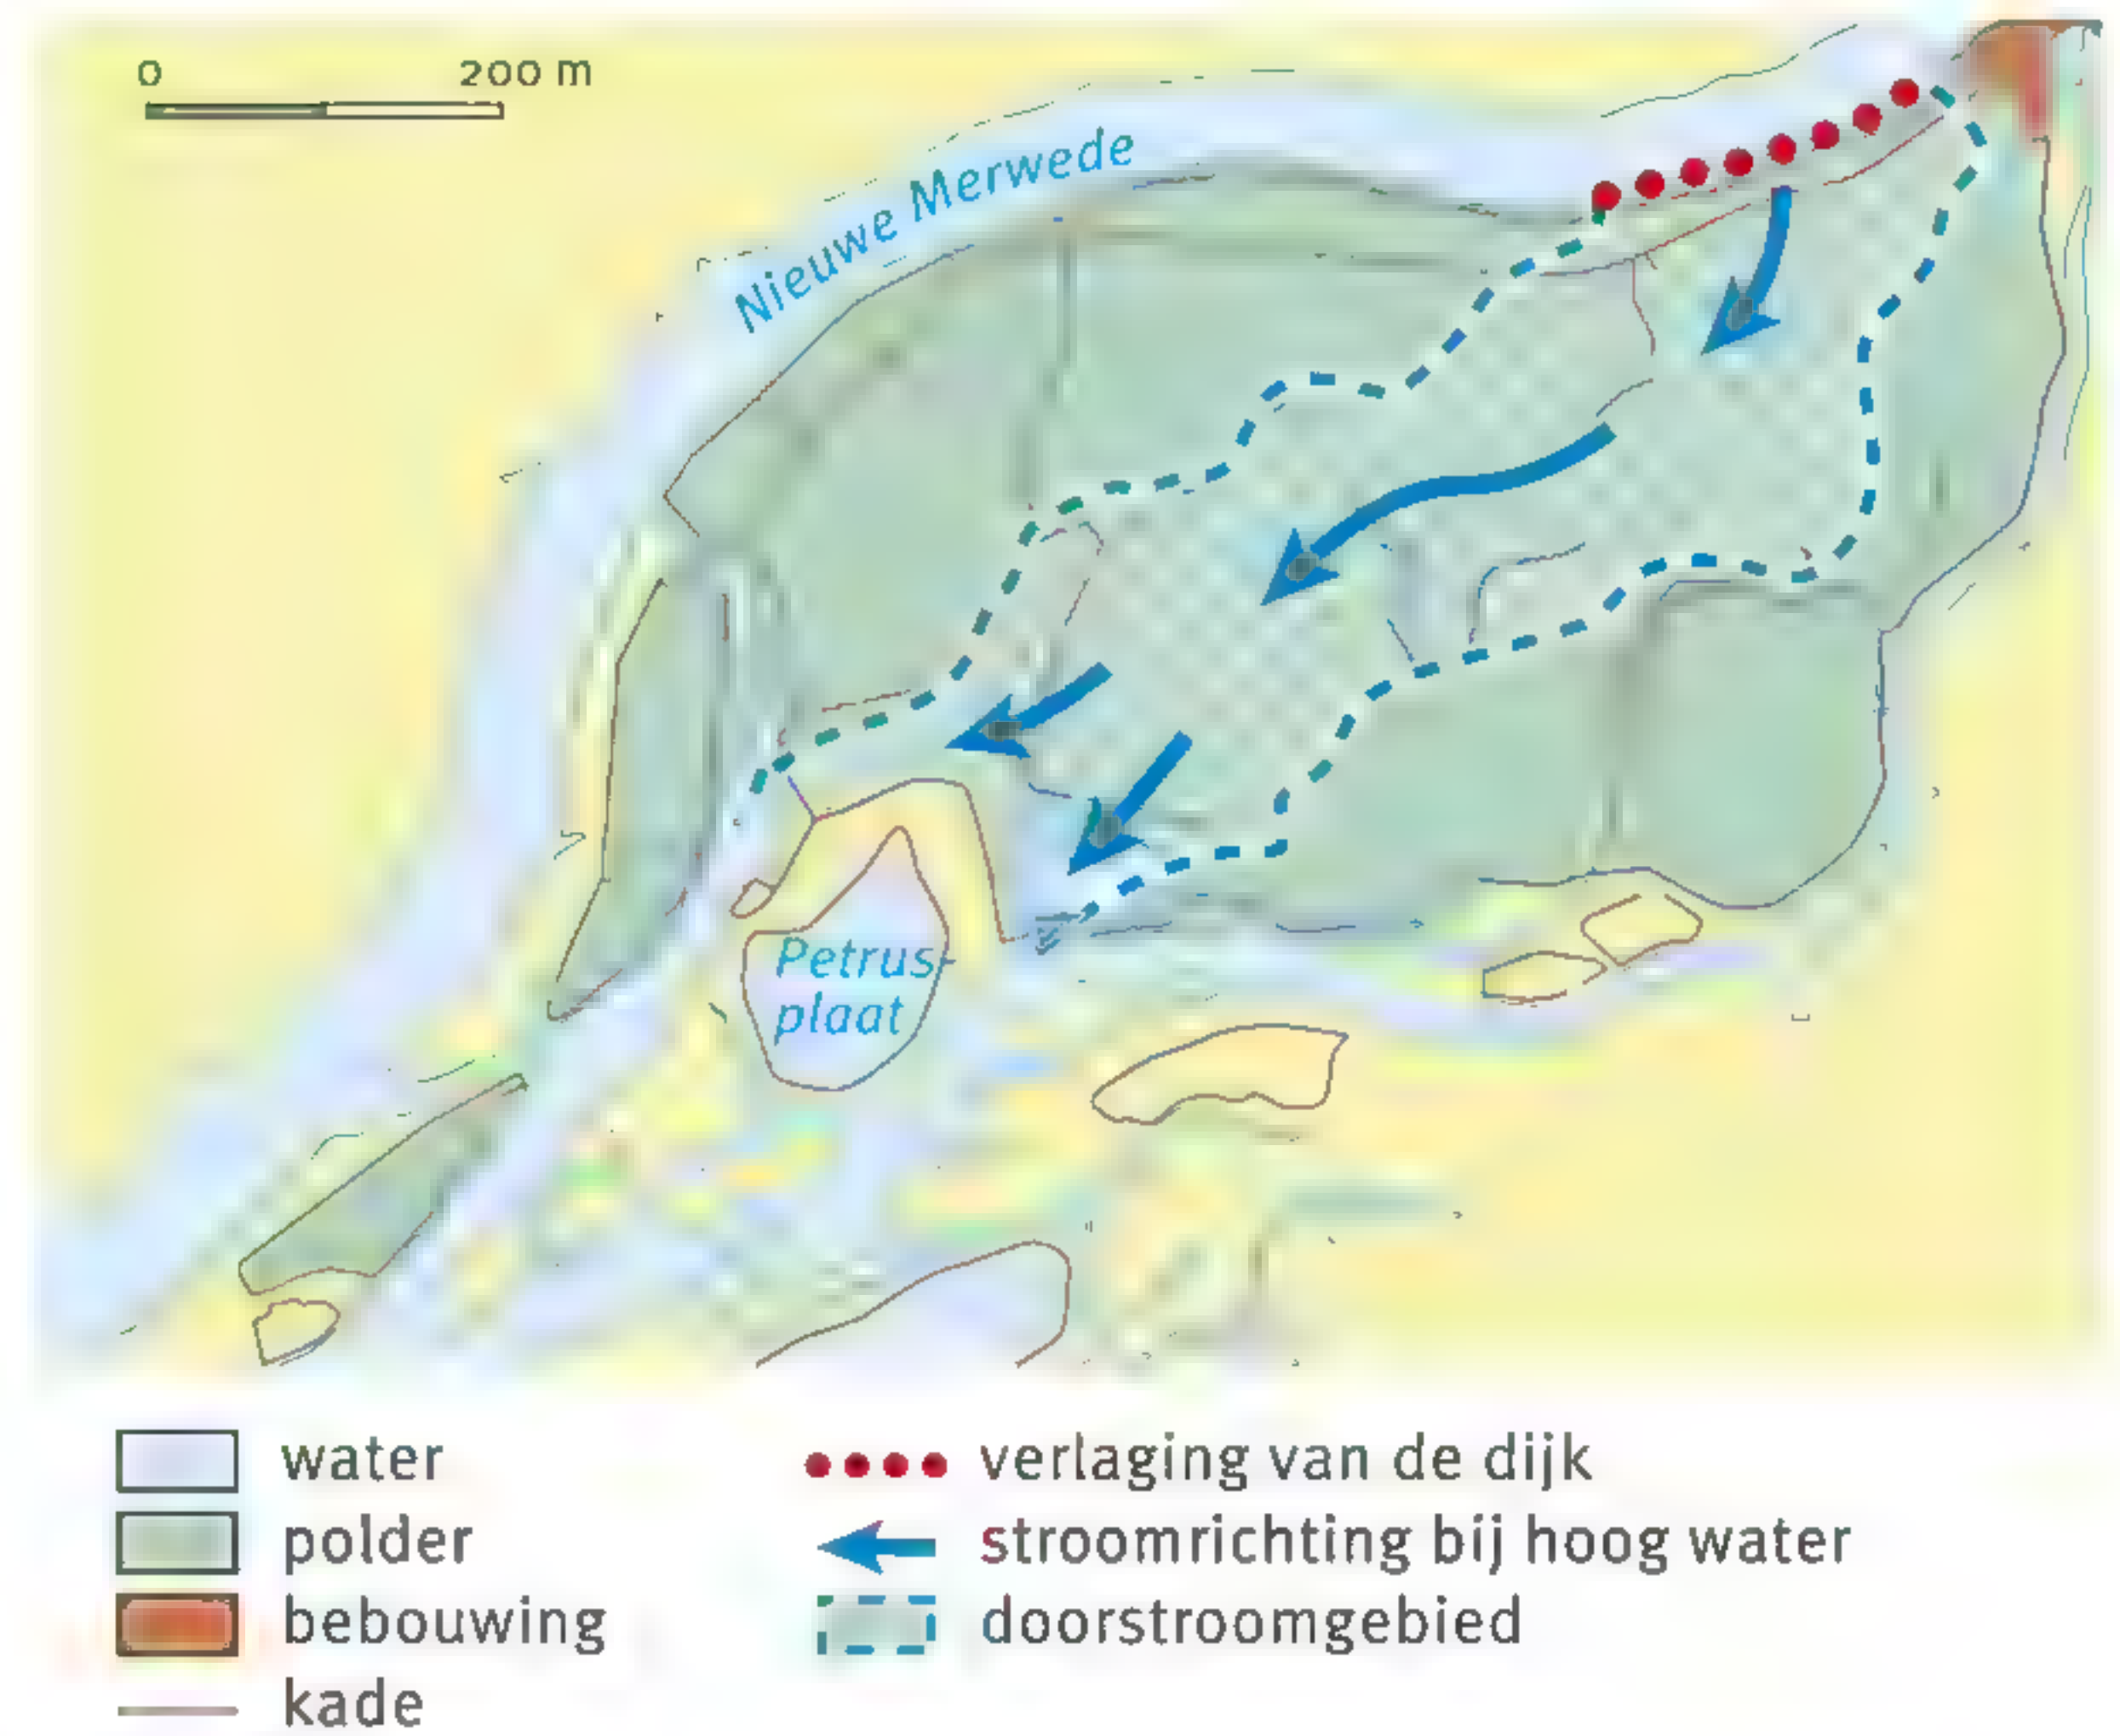 0 200 m
Nieuwe Merwede
Petrus-
plaat
water
polder
bebouwing
kade
verlaging van de dijk
stroomrichting bij hoog water
doorstroomgebied